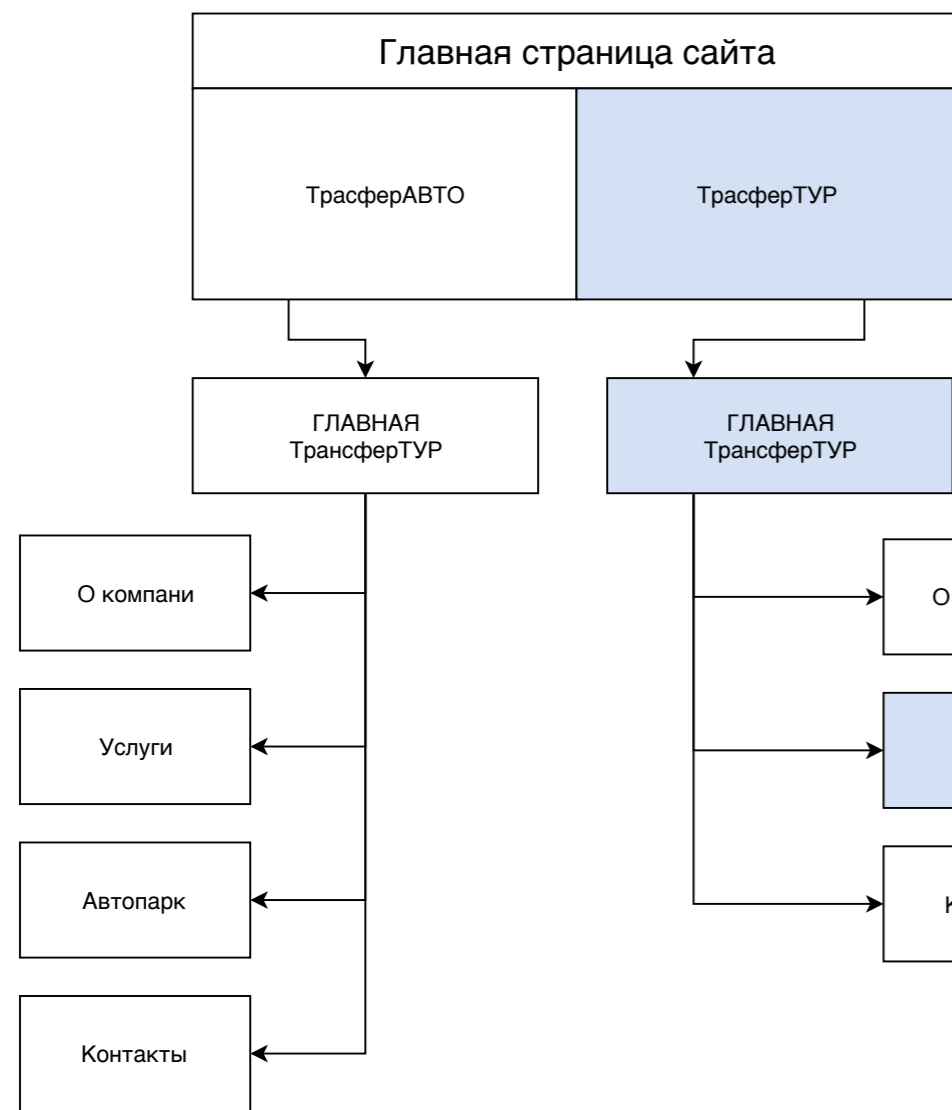 Главная страница сайта
ТрасферАВТО
ТрасферТУР
ГЛАВНАЯ
ТрансферТУР
ГЛАВНАЯ
ТрансферТУР
О компани
О
Услуги
Автопарк
К
Контакты